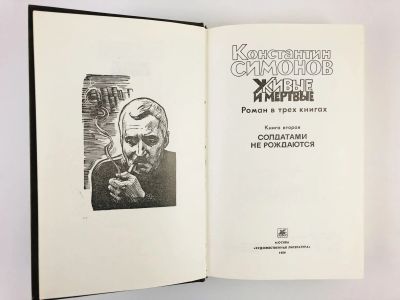 Константин
СИМОНОВ
ЖИВЫЕ
И МЕРТВЫЕ
Роман в трех книгах
Книга вторая
СОЛДАТАМИ
НЕ РОЖДАЮТСЯ
МОСКВА
«ХУДОЖЕСТВЕННАЯ ЛИТЕРАТУРА»